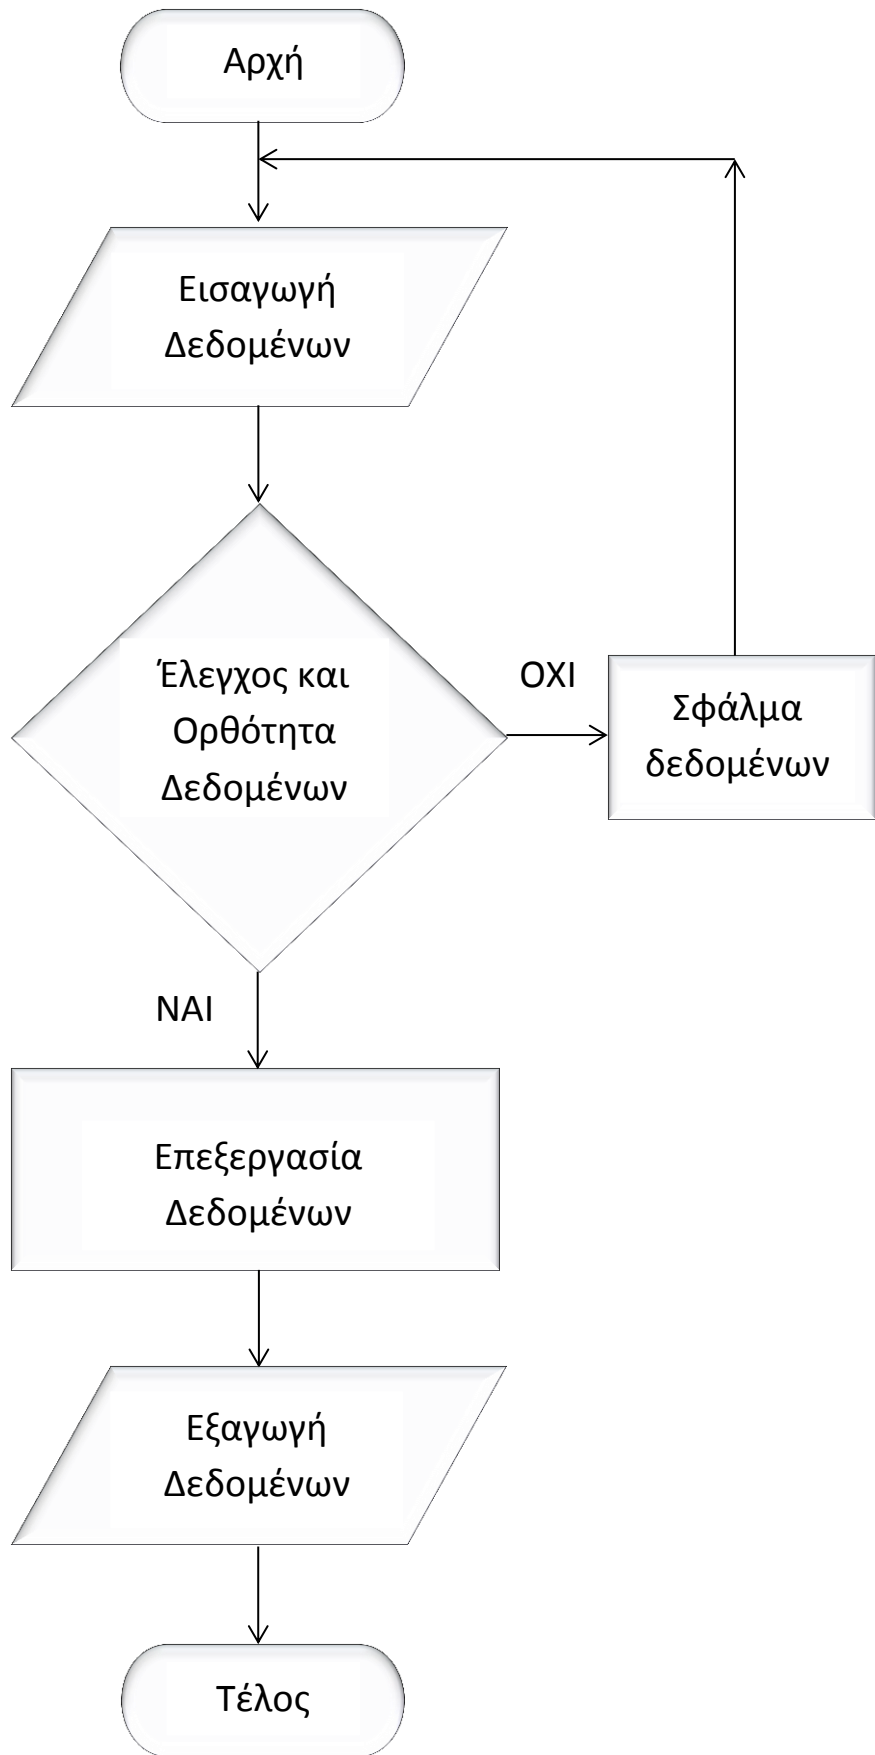 Αρχή
Εισαγωγή
Δεδομένων
Έλεγχος και
Ορθότητα
Δεδομένων
ΟΧΙ
Σφάλμα
δεδομένων
ΝΑΙ
Επεξεργασία
Δεδομένων
Εξαγωγή
Δεδομένων
Τέλος